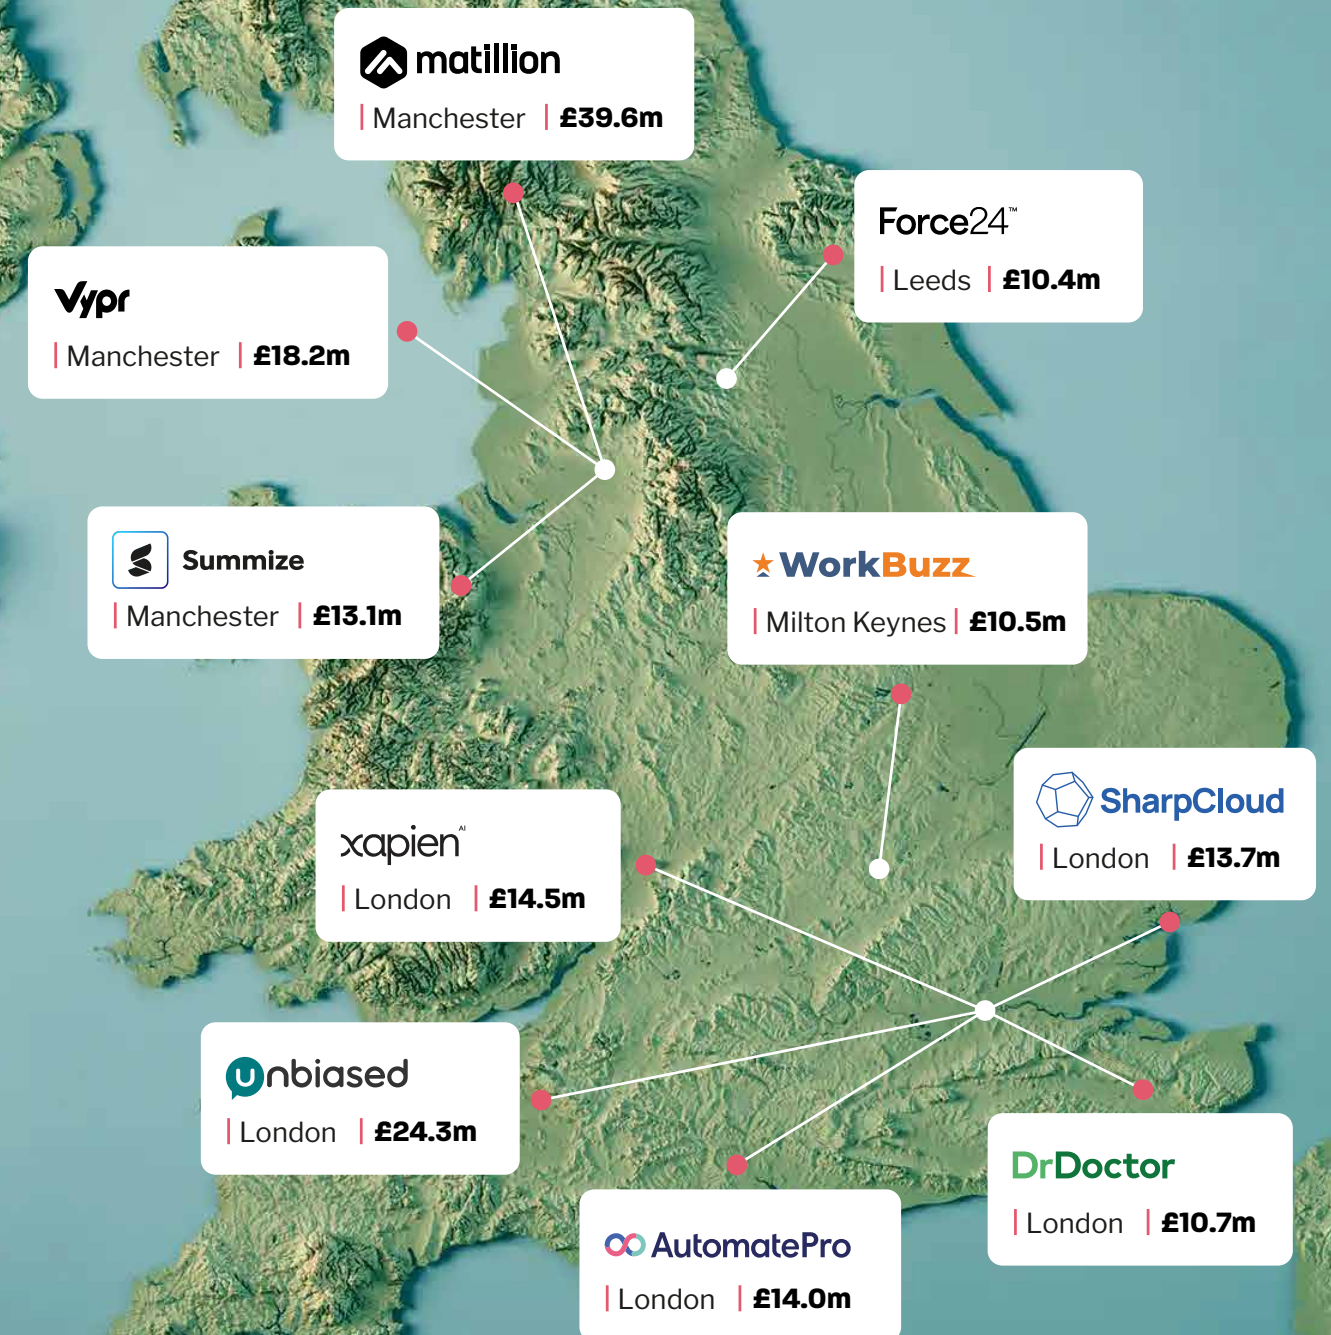 matillion
Manchester | £39.6m
Force24™
Leeds | £10.4m
Vypr
Manchester | £18.2m
Summize
Manchester | £13.1m
WorkBuzz
Milton Keynes | £10.5m
SharpCloud
London | £13.7m
xapien AI
London | £14.5m
Unbiased
London | £24.3m
DrDoctor
London | £10.7m
AutomatePro
London | £14.0m